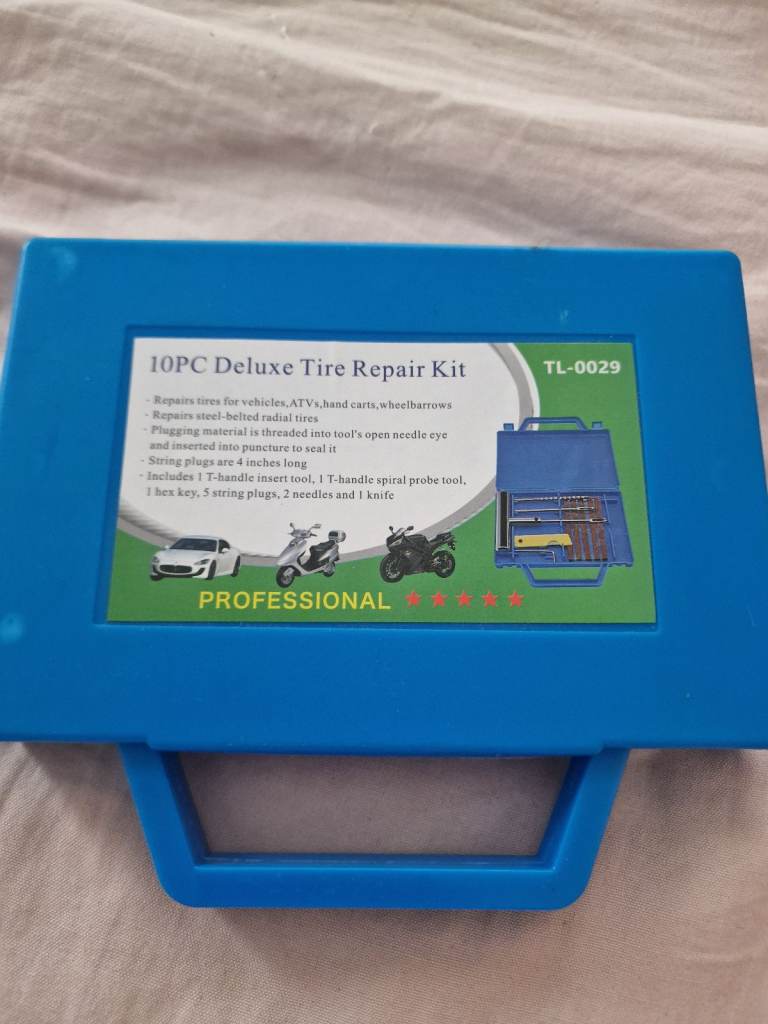 10PC Deluxe Tire Repair Kit
TL-0029
- Repairs tires for vehicles,ATVs,hand carts,wheelbarrows
- Repairs steel-belted radial tires
- Plugging material is threaded into tool's open needle eye
and inserted into puncture to seal it
- String plugs are 4 inches long
- Includes 1 T-handle insert tool, 1 T-handle spiral probe tool,
1 hex key, 5 string plugs, 2 needles and 1 knife
PROFESSIONAL ★★★★★